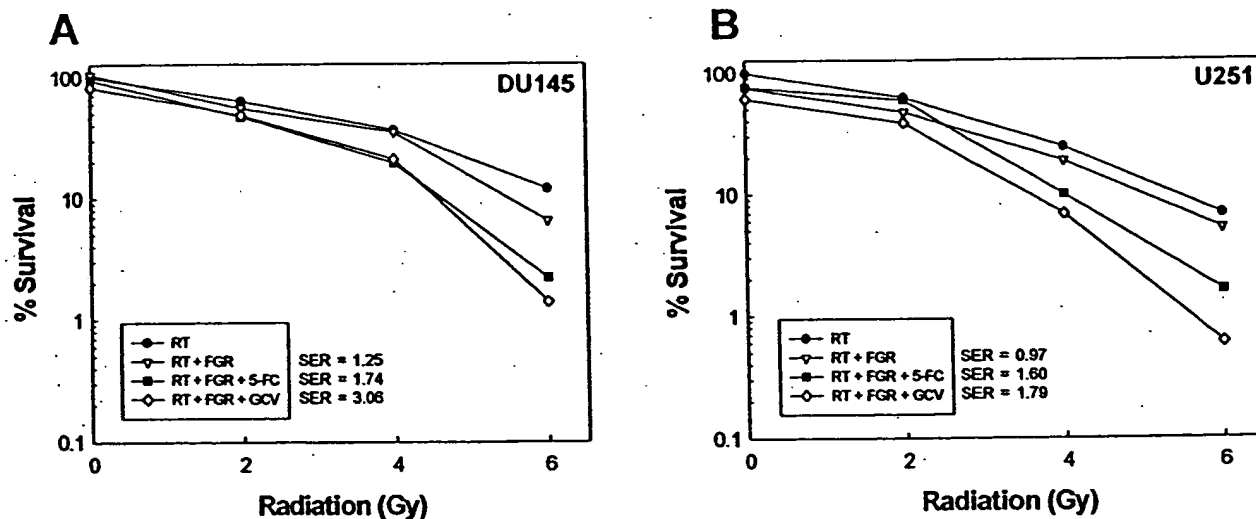 A
DU145
% Survival
100
10
1
0.1
RT
RT + FGR SER = 1.25
RT + FGR + 5-FC SER = 1.74
RT + FGR + GCV SER = 3.06
0 2 4 6
Radiation (Gy)
B
U251
% Survival
100
10
1
0.1
RT
RT + FGR SER = 0.97
RT + FGR + 5-FC SER = 1.60
RT + FGR + GCV SER = 1.79
0 2 4 6
Radiation (Gy)